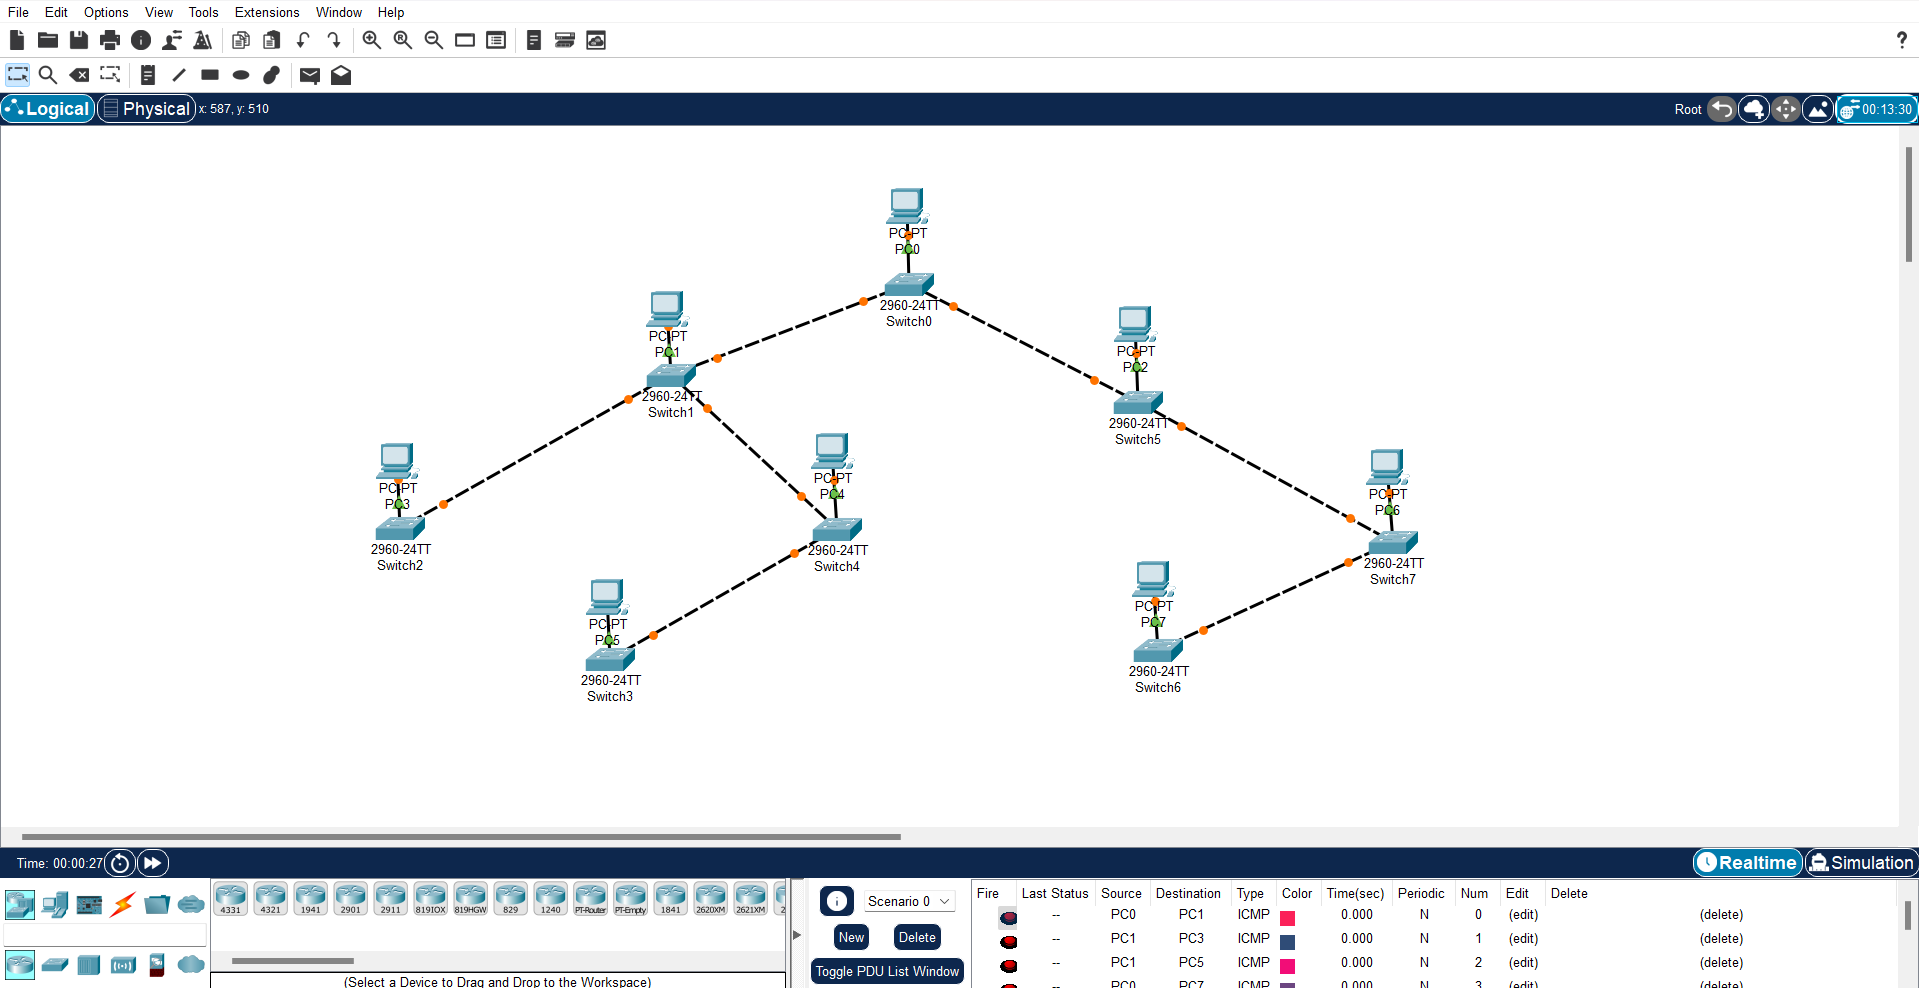 File Edit Options View Tools Extensions Window Help
?
Logical Physical x: 587, y: 510 Root 00:13:30
PC-PT
PC0
2960-24TT
Switch0
PC-PT
PC1
2960-24TT
Switch1
PC-PT
PC2
2960-24TT
Switch5
PC-PT
PC3
2960-24TT
Switch2
PC-PT
PC4
2960-24TT
Switch4
PC-PT
PC6
2960-24TT
Switch7
PC-PT
PC5
2960-24TT
Switch3
PC-PT
PC7
2960-24TT
Switch6
Time: 00:00:27 Realtime Simulation
4331 4321 1941 2901 2911 819IOX 819HGW 829 1240 PT-Router PT-Empty 1841 2620XM 2621XM 2
(Select a Device to Drag and Drop to the Workspace)
Scenario 0
New Delete
Toggle PDU List Window
Fire Last Status Source Destination Type Color Time(sec) Periodic Num Edit Delete
-- PC0 PC1 ICMP 0.000 N 0 (edit) (delete)
-- PC1 PC3 ICMP 0.000 N 1 (edit) (delete)
-- PC1 PC5 ICMP 0.000 N 2 (edit) (delete)
-- PC0 PC7 ICMP 0.000 N 3 (edit) (delete)